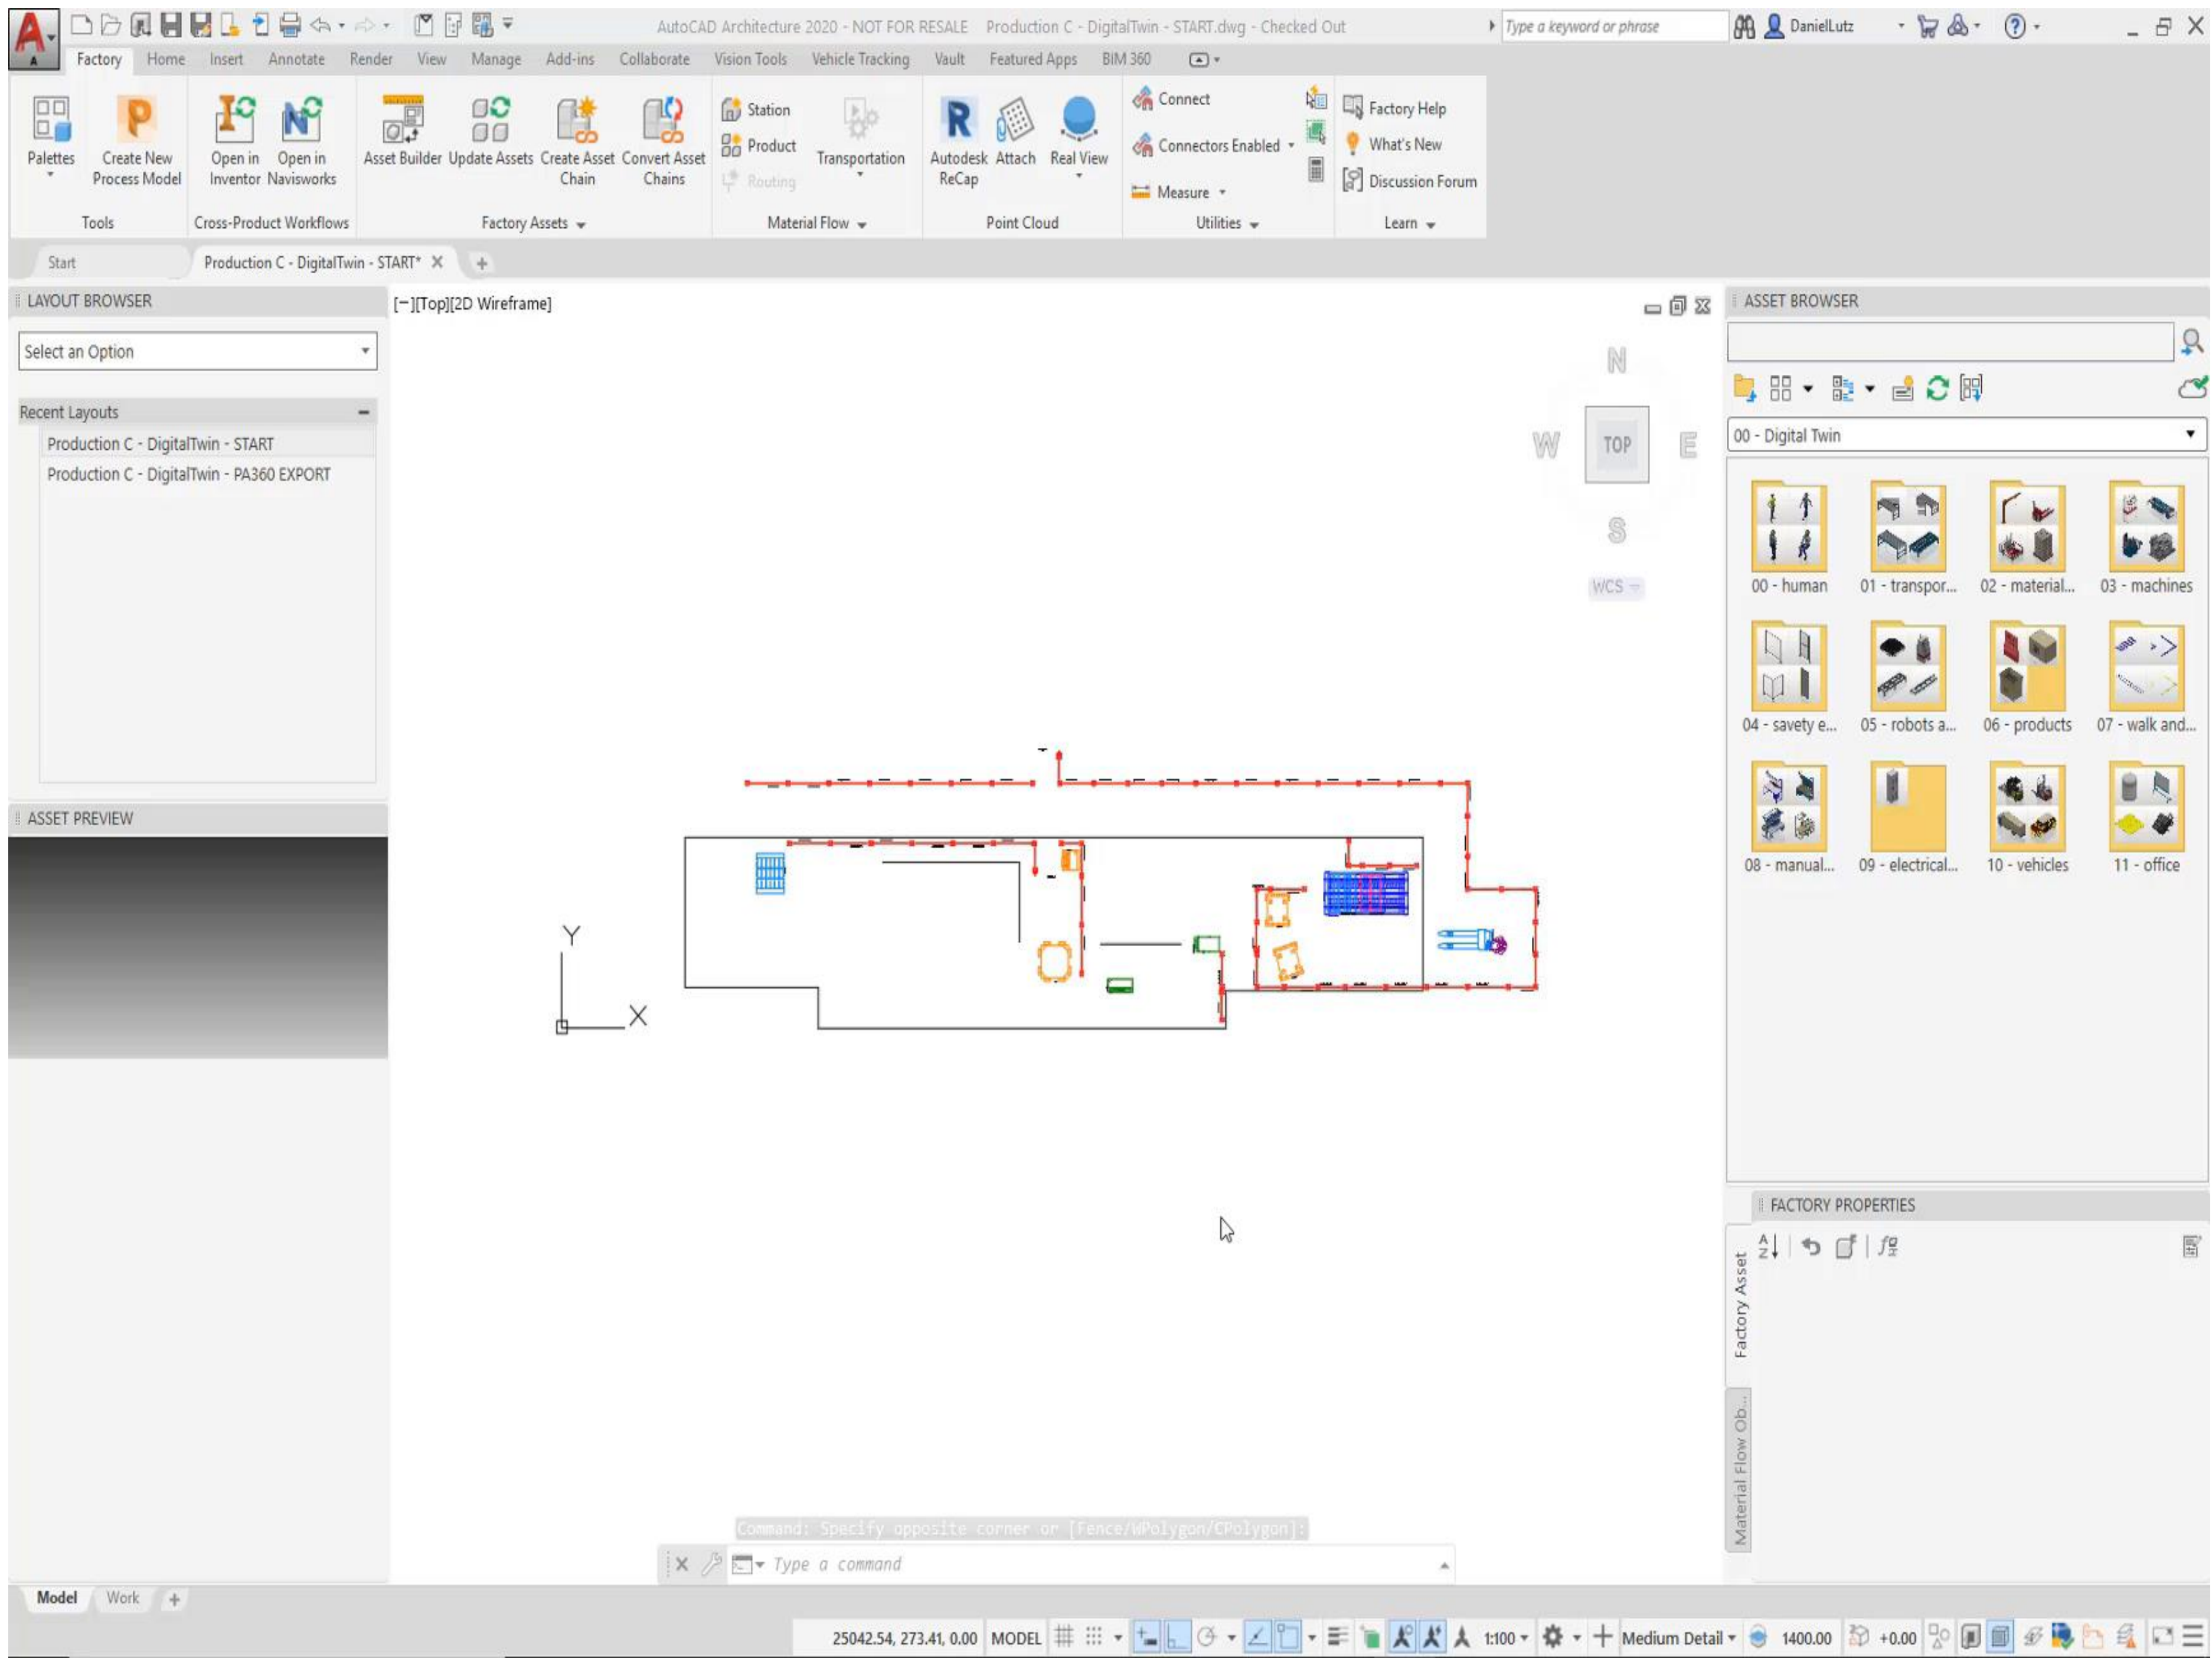 AutoCAD Architecture 2020 - NOT FOR RESALE Production C - DigitalTwin - START.dwg - Checked Out
Type a keyword or phrase
DanielLutz
Factory Home Insert Annotate Render View Manage Add-ins Collaborate Vision Tools Vehicle Tracking Vault Featured Apps BIM 360
Palettes
Create New
Process Model
Tools
Open in
Inventor
Open in
Navisworks
Cross-Product Workflows
Asset Builder
Update Assets
Create Asset
Chain
Convert Asset
Chains
Factory Assets
Station
Product
Routing
Transportation
Material Flow
Autodesk
ReCap
Attach
Real View
Point Cloud
Connect
Connectors Enabled
Measure
Utilities
Factory Help
What's New
Discussion Forum
Learn
Start
Production C - DigitalTwin - START*
LAYOUT BROWSER
Select an Option
Recent Layouts
Production C - DigitalTwin - START
Production C - DigitalTwin - PA360 EXPORT
ASSET PREVIEW
[−][Top][2D Wireframe]
N
W
TOP
E
S
WCS
Y
X
ASSET BROWSER
00 - Digital Twin
00 - human
01 - transpor...
02 - material...
03 - machines
04 - savety e...
05 - robots a...
06 - products
07 - walk and...
08 - manual...
09 - electrical...
10 - vehicles
11 - office
FACTORY PROPERTIES
Factory Asset
Material Flow Ob...
Command: Specify opposite corner or [Fence/WPolygon/CPolygon]:
Type a command
Model
Work
25042.54, 273.41, 0.00
MODEL
1:100
Medium Detail
1400.00
+0.00